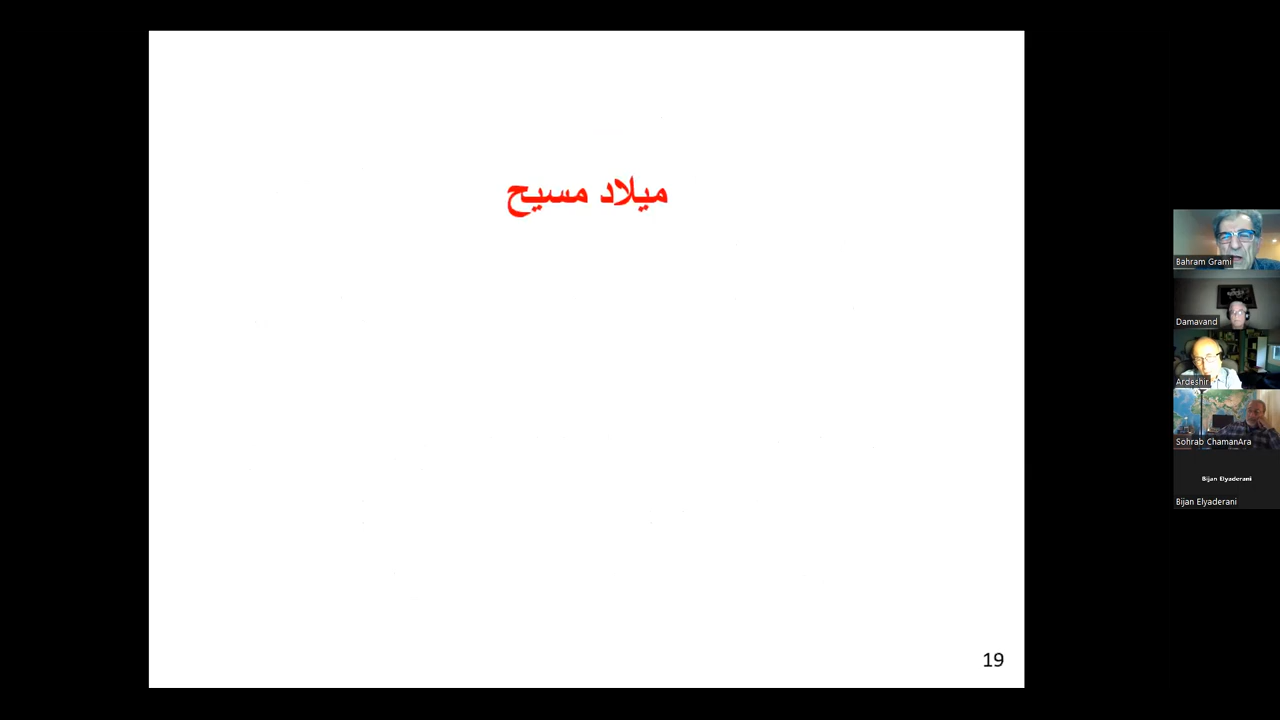 میلاد مسیح
19
Bahram Grami
Damavand
Ardeshir
Sohrab ChamanAra
Bijan Elyaderani
Bijan Elyaderani